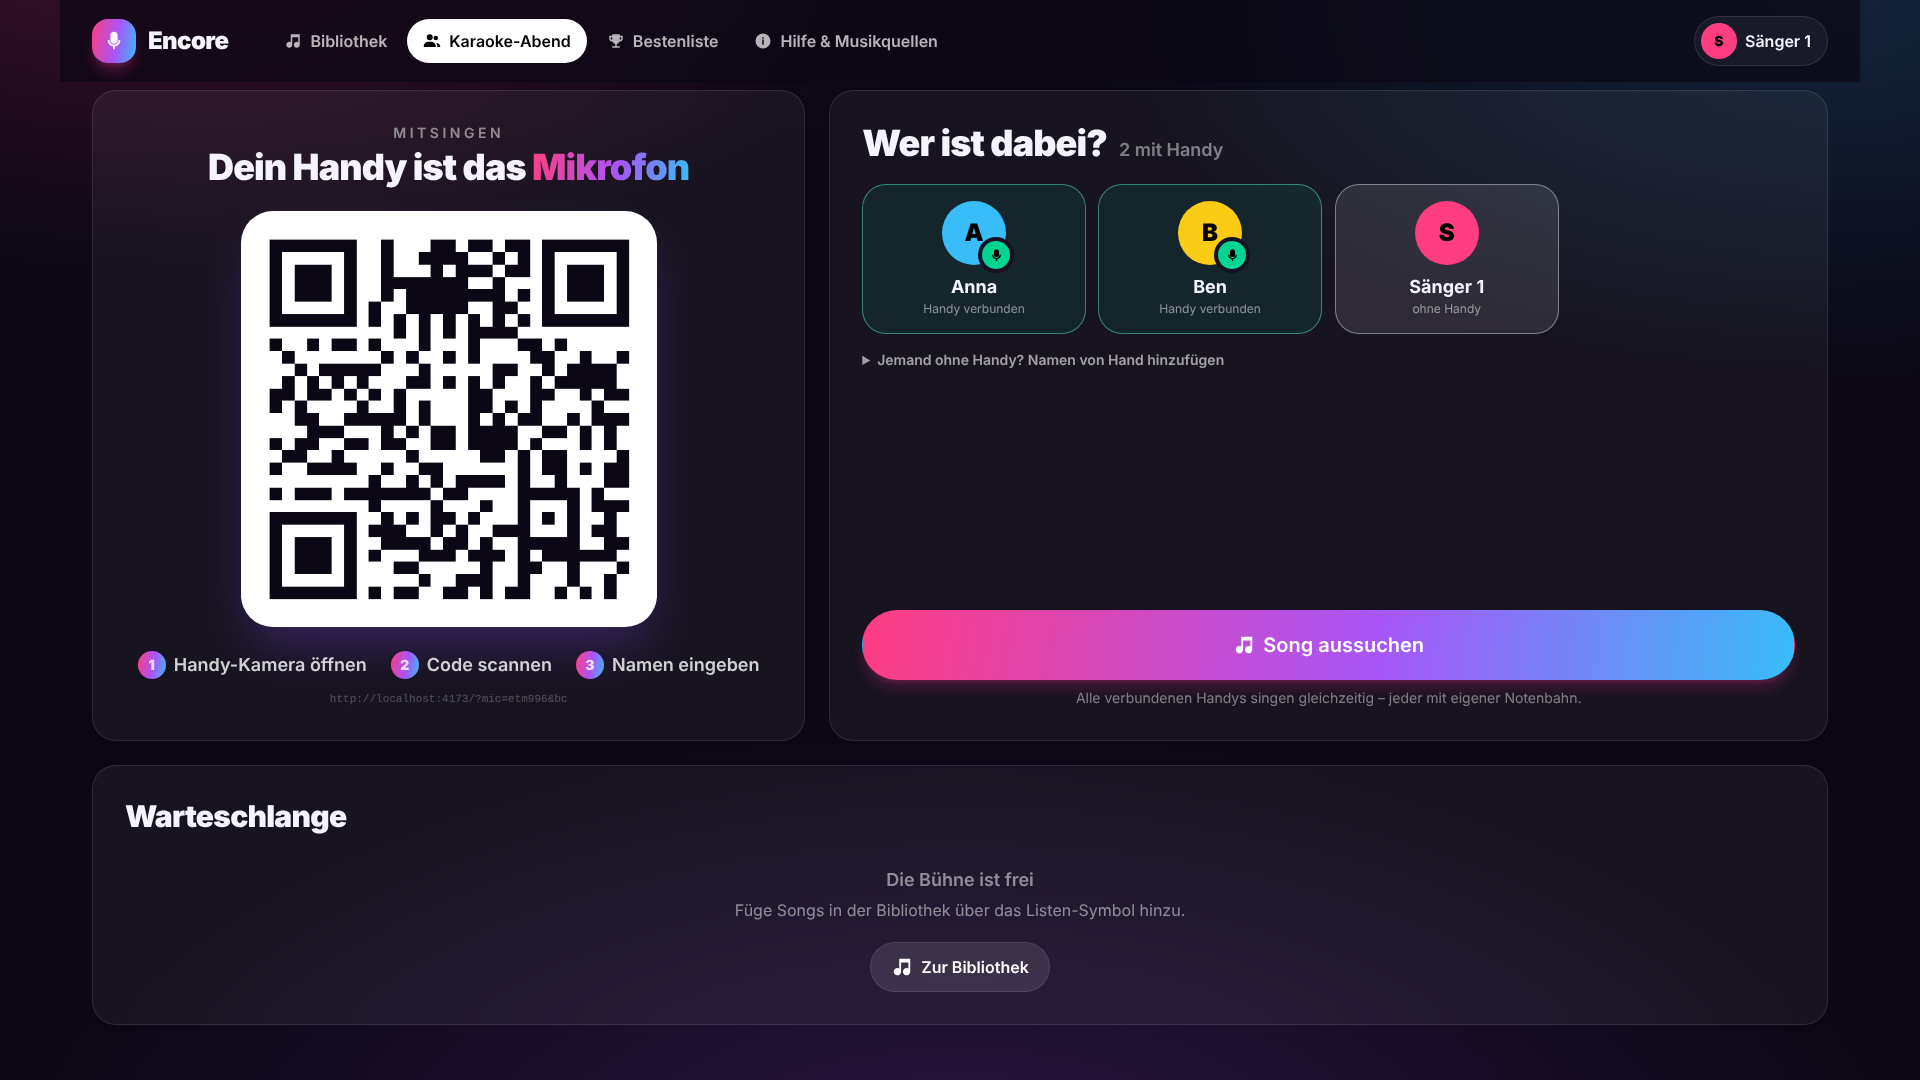 Encore
Bibliothek
Karaoke-Abend
Bestenliste
Hilfe & Musikquellen
S
Sänger 1
MITSINGEN
Dein Handy ist das Mikrofon
1 Handy-Kamera öffnen
2 Code scannen
3 Namen eingeben
http://localhost:4173/?mic=etm996&bc
Wer ist dabei? 2 mit Handy
A
Anna
Handy verbunden
B
Ben
Handy verbunden
S
Sänger 1
ohne Handy
Jemand ohne Handy? Namen von Hand hinzufügen
Song aussuchen
Alle verbundenen Handys singen gleichzeitig – jeder mit eigener Notenbahn.
Warteschlange
Die Bühne ist frei
Füge Songs in der Bibliothek über das Listen-Symbol hinzu.
Zur Bibliothek